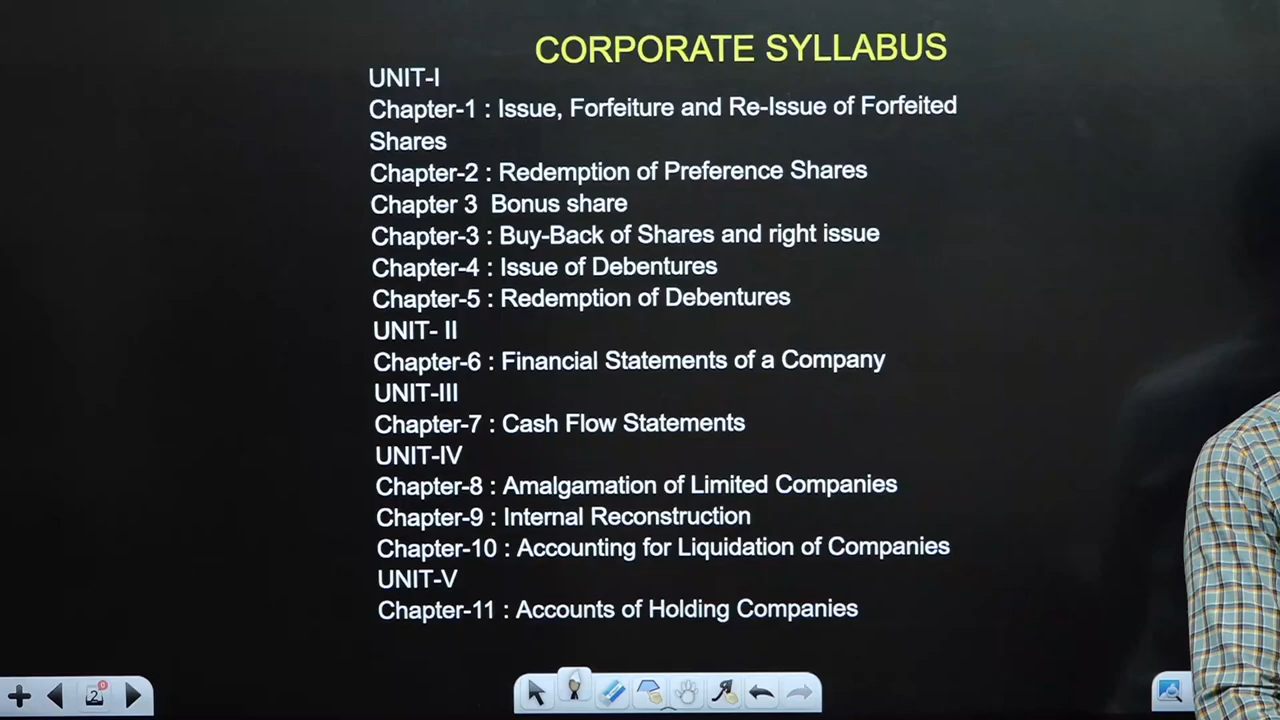 CORPORATE SYLLABUS
UNIT-I
Chapter-1 : Issue, Forfeiture and Re-Issue of Forfeited
Shares
Chapter-2 : Redemption of Preference Shares
Chapter 3  Bonus share
Chapter-3 : Buy-Back of Shares and right issue
Chapter-4 : Issue of Debentures
Chapter-5 : Redemption of Debentures
UNIT- II
Chapter-6 : Financial Statements of a Company
UNIT-III
Chapter-7 : Cash Flow Statements
UNIT-IV
Chapter-8 : Amalgamation of Limited Companies
Chapter-9 : Internal Reconstruction
Chapter-10 : Accounting for Liquidation of Companies
UNIT-V
Chapter-11 : Accounts of Holding Companies
2
0